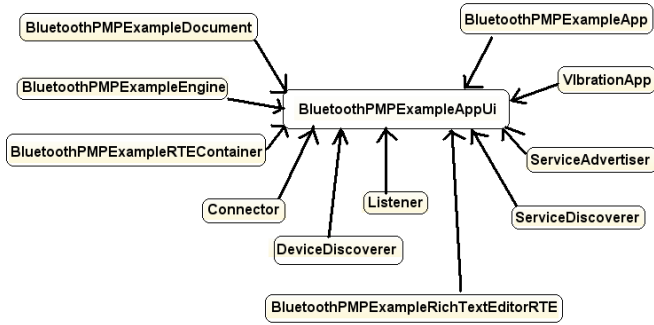 BluetoothPMPExampleDocument
BluetoothPMPExampleApp
BluetoothPMPExampleEngine
VIbrationApp
BluetoothPMPExampleAppUi
BluetoothPMPExampleRTEContainer
ServiceAdvertiser
Connector
Listener
ServiceDiscoverer
DeviceDiscoverer
BluetoothPMPExampleRichTextEditorRTE